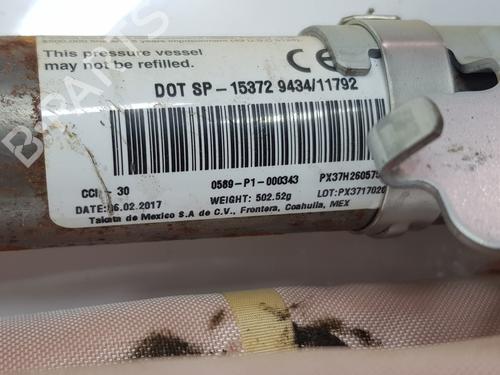 This pressure vessel
may not be refilled.
CE
DOT SP - 15372 9434/11792
0589-P1-000343
PX37H26057
CCI - 30
WEIGHT: 502.52g
LOT:PX371702
DATE:06.02.2017
Takata de Mexico S.A de C.V., Frontera, Coahuila, MEX